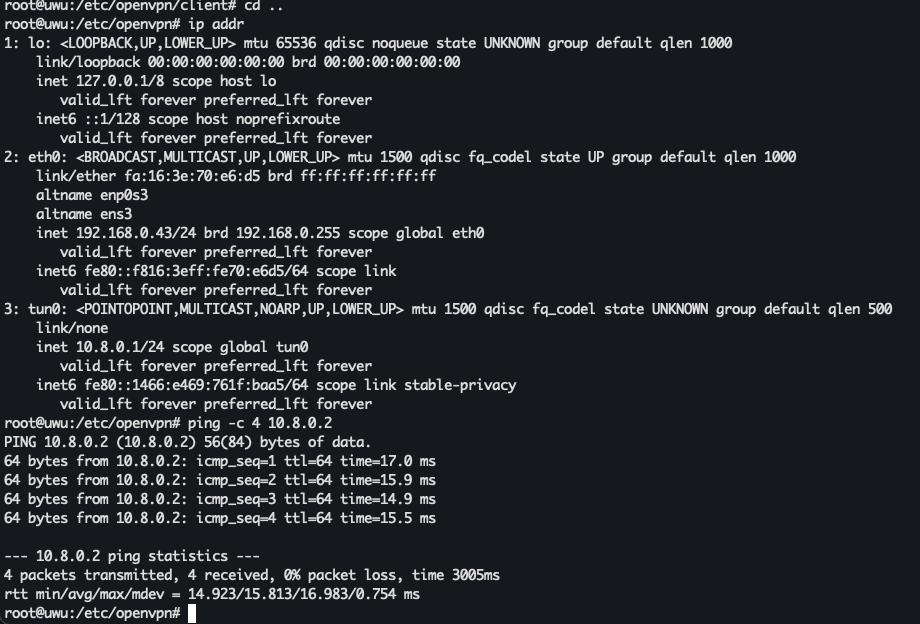 root@uwu:/etc/openvpn/client# cd ..
root@uwu:/etc/openvpn# ip addr
1: lo: <LOOPBACK,UP,LOWER_UP> mtu 65536 qdisc noqueue state UNKNOWN group default qlen 1000
    link/loopback 00:00:00:00:00:00 brd 00:00:00:00:00:00
    inet 127.0.0.1/8 scope host lo
       valid_lft forever preferred_lft forever
    inet6 ::1/128 scope host noprefixroute
       valid_lft forever preferred_lft forever
2: eth0: <BROADCAST,MULTICAST,UP,LOWER_UP> mtu 1500 qdisc fq_codel state UP group default qlen 1000
    link/ether fa:16:3e:70:e6:d5 brd ff:ff:ff:ff:ff:ff
    altname enp0s3
    altname ens3
    inet 192.168.0.43/24 brd 192.168.0.255 scope global eth0
       valid_lft forever preferred_lft forever
    inet6 fe80::f816:3eff:fe70:e6d5/64 scope link
       valid_lft forever preferred_lft forever
3: tun0: <POINTOPOINT,MULTICAST,NOARP,UP,LOWER_UP> mtu 1500 qdisc fq_codel state UNKNOWN group default qlen 500
    link/none
    inet 10.8.0.1/24 scope global tun0
       valid_lft forever preferred_lft forever
    inet6 fe80::1466:e469:761f:baa5/64 scope link stable-privacy
       valid_lft forever preferred_lft forever
root@uwu:/etc/openvpn# ping -c 4 10.8.0.2
PING 10.8.0.2 (10.8.0.2) 56(84) bytes of data.
64 bytes from 10.8.0.2: icmp_seq=1 ttl=64 time=17.0 ms
64 bytes from 10.8.0.2: icmp_seq=2 ttl=64 time=15.9 ms
64 bytes from 10.8.0.2: icmp_seq=3 ttl=64 time=14.9 ms
64 bytes from 10.8.0.2: icmp_seq=4 ttl=64 time=15.5 ms

--- 10.8.0.2 ping statistics ---
4 packets transmitted, 4 received, 0% packet loss, time 3005ms
rtt min/avg/max/mdev = 14.923/15.813/16.983/0.754 ms
root@uwu:/etc/openvpn#